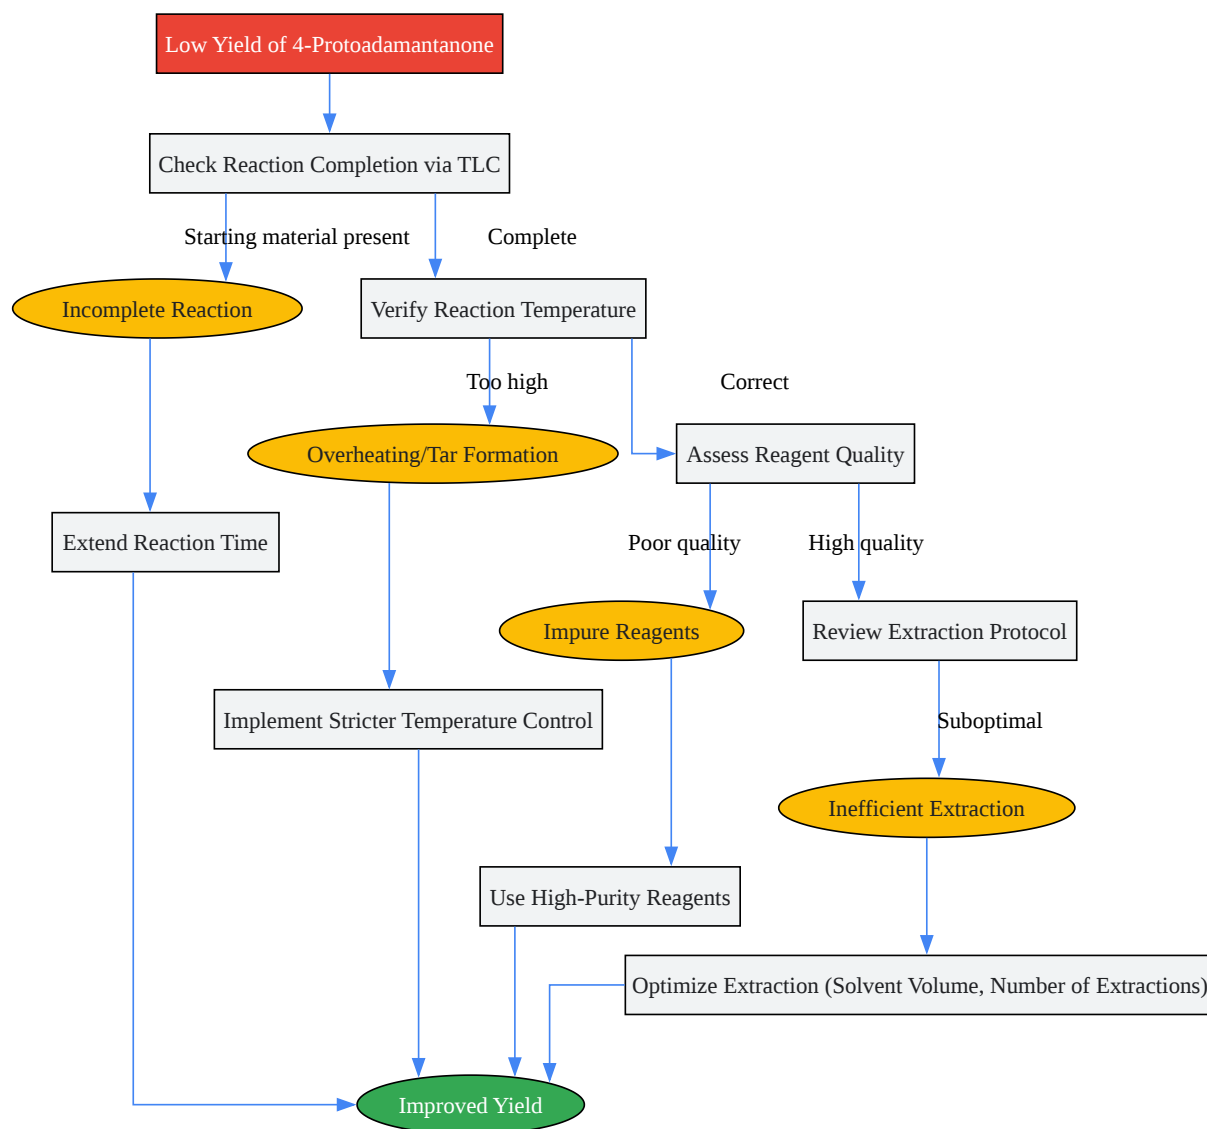 Low Yield of 4-Protoadamantanone
Check Reaction Completion via TLC
Starting material present
Complete
Incomplete Reaction
Verify Reaction Temperature
Too high
Correct
Overheating/Tar Formation
Assess Reagent Quality
Extend Reaction Time
Poor quality
High quality
Impure Reagents
Review Extraction Protocol
Implement Stricter Temperature Control
Suboptimal
Inefficient Extraction
Use High-Purity Reagents
Optimize Extraction (Solvent Volume, Number of Extractions)
Improved Yield